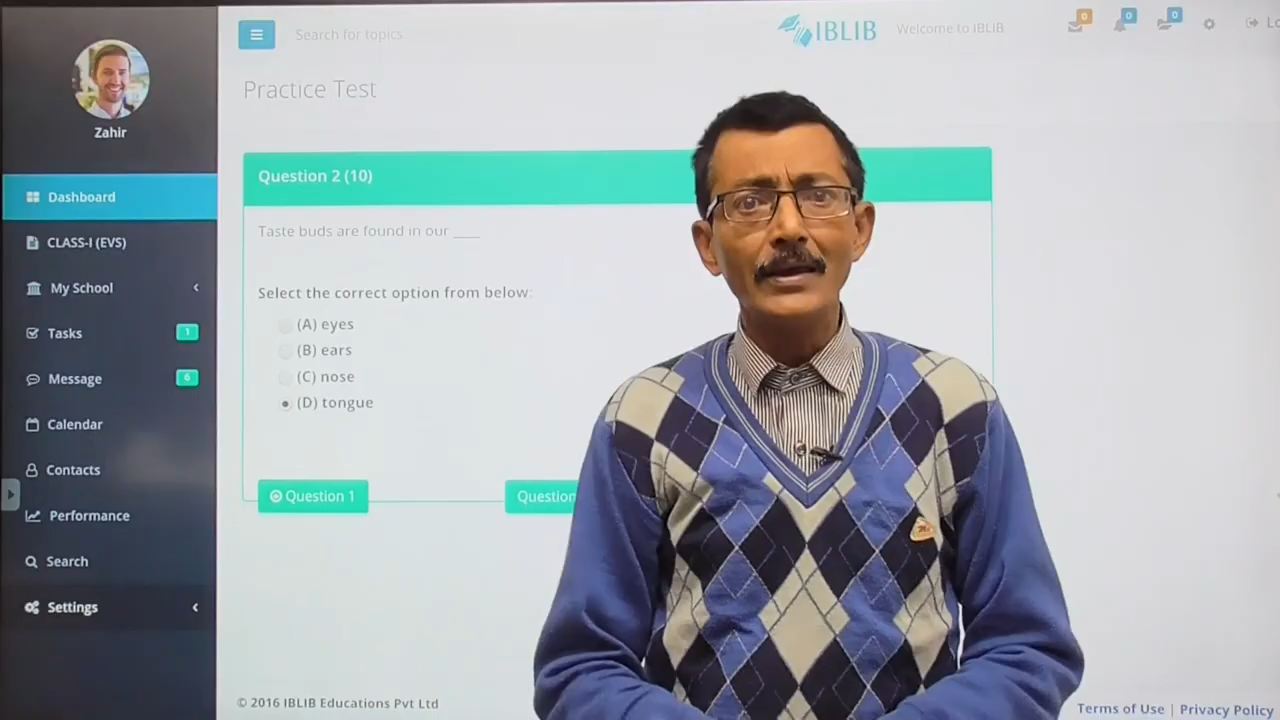 Zahir
Dashboard
CLASS-I (EVS)
My School
Tasks
1
Message
6
Calendar
Contacts
Performance
Search
Settings
Search for topics
IBLIB
Welcome to IBLIB
0
0
0
Lo
Practice Test
Question 2 (10)
Taste buds are found in our ____
Select the correct option from below:
(A) eyes
(B) ears
(C) nose
(D) tongue
Question 1
Question
© 2016 IBLIB Educations Pvt Ltd
Terms of Use | Privacy Policy